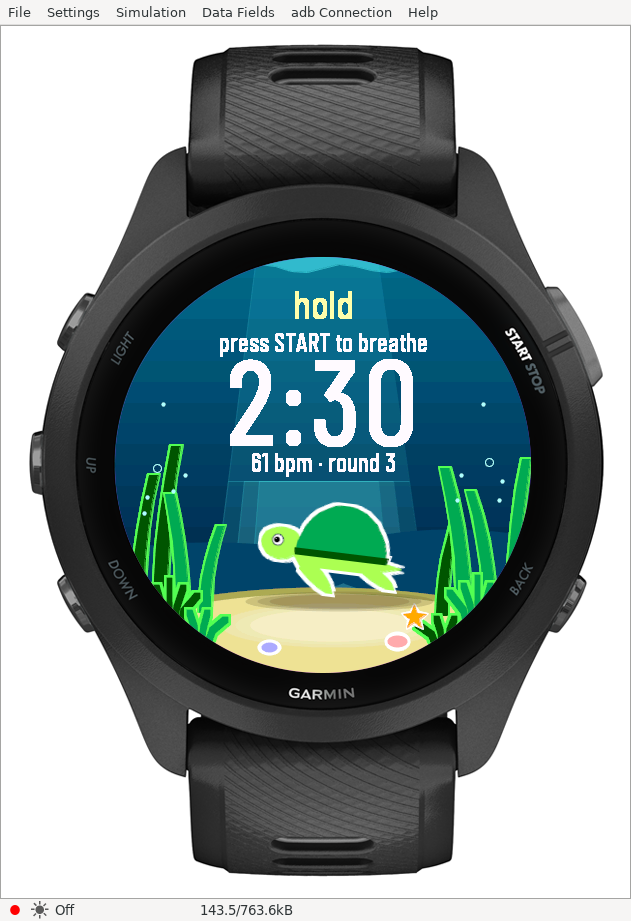 File Settings Simulation Data Fields adb Connection Help
hold
press START to breathe
2:30
61 bpm · round 3
LIGHT
START STOP
UP
DOWN
BACK
GARMIN
Off 143.5/763.6kB